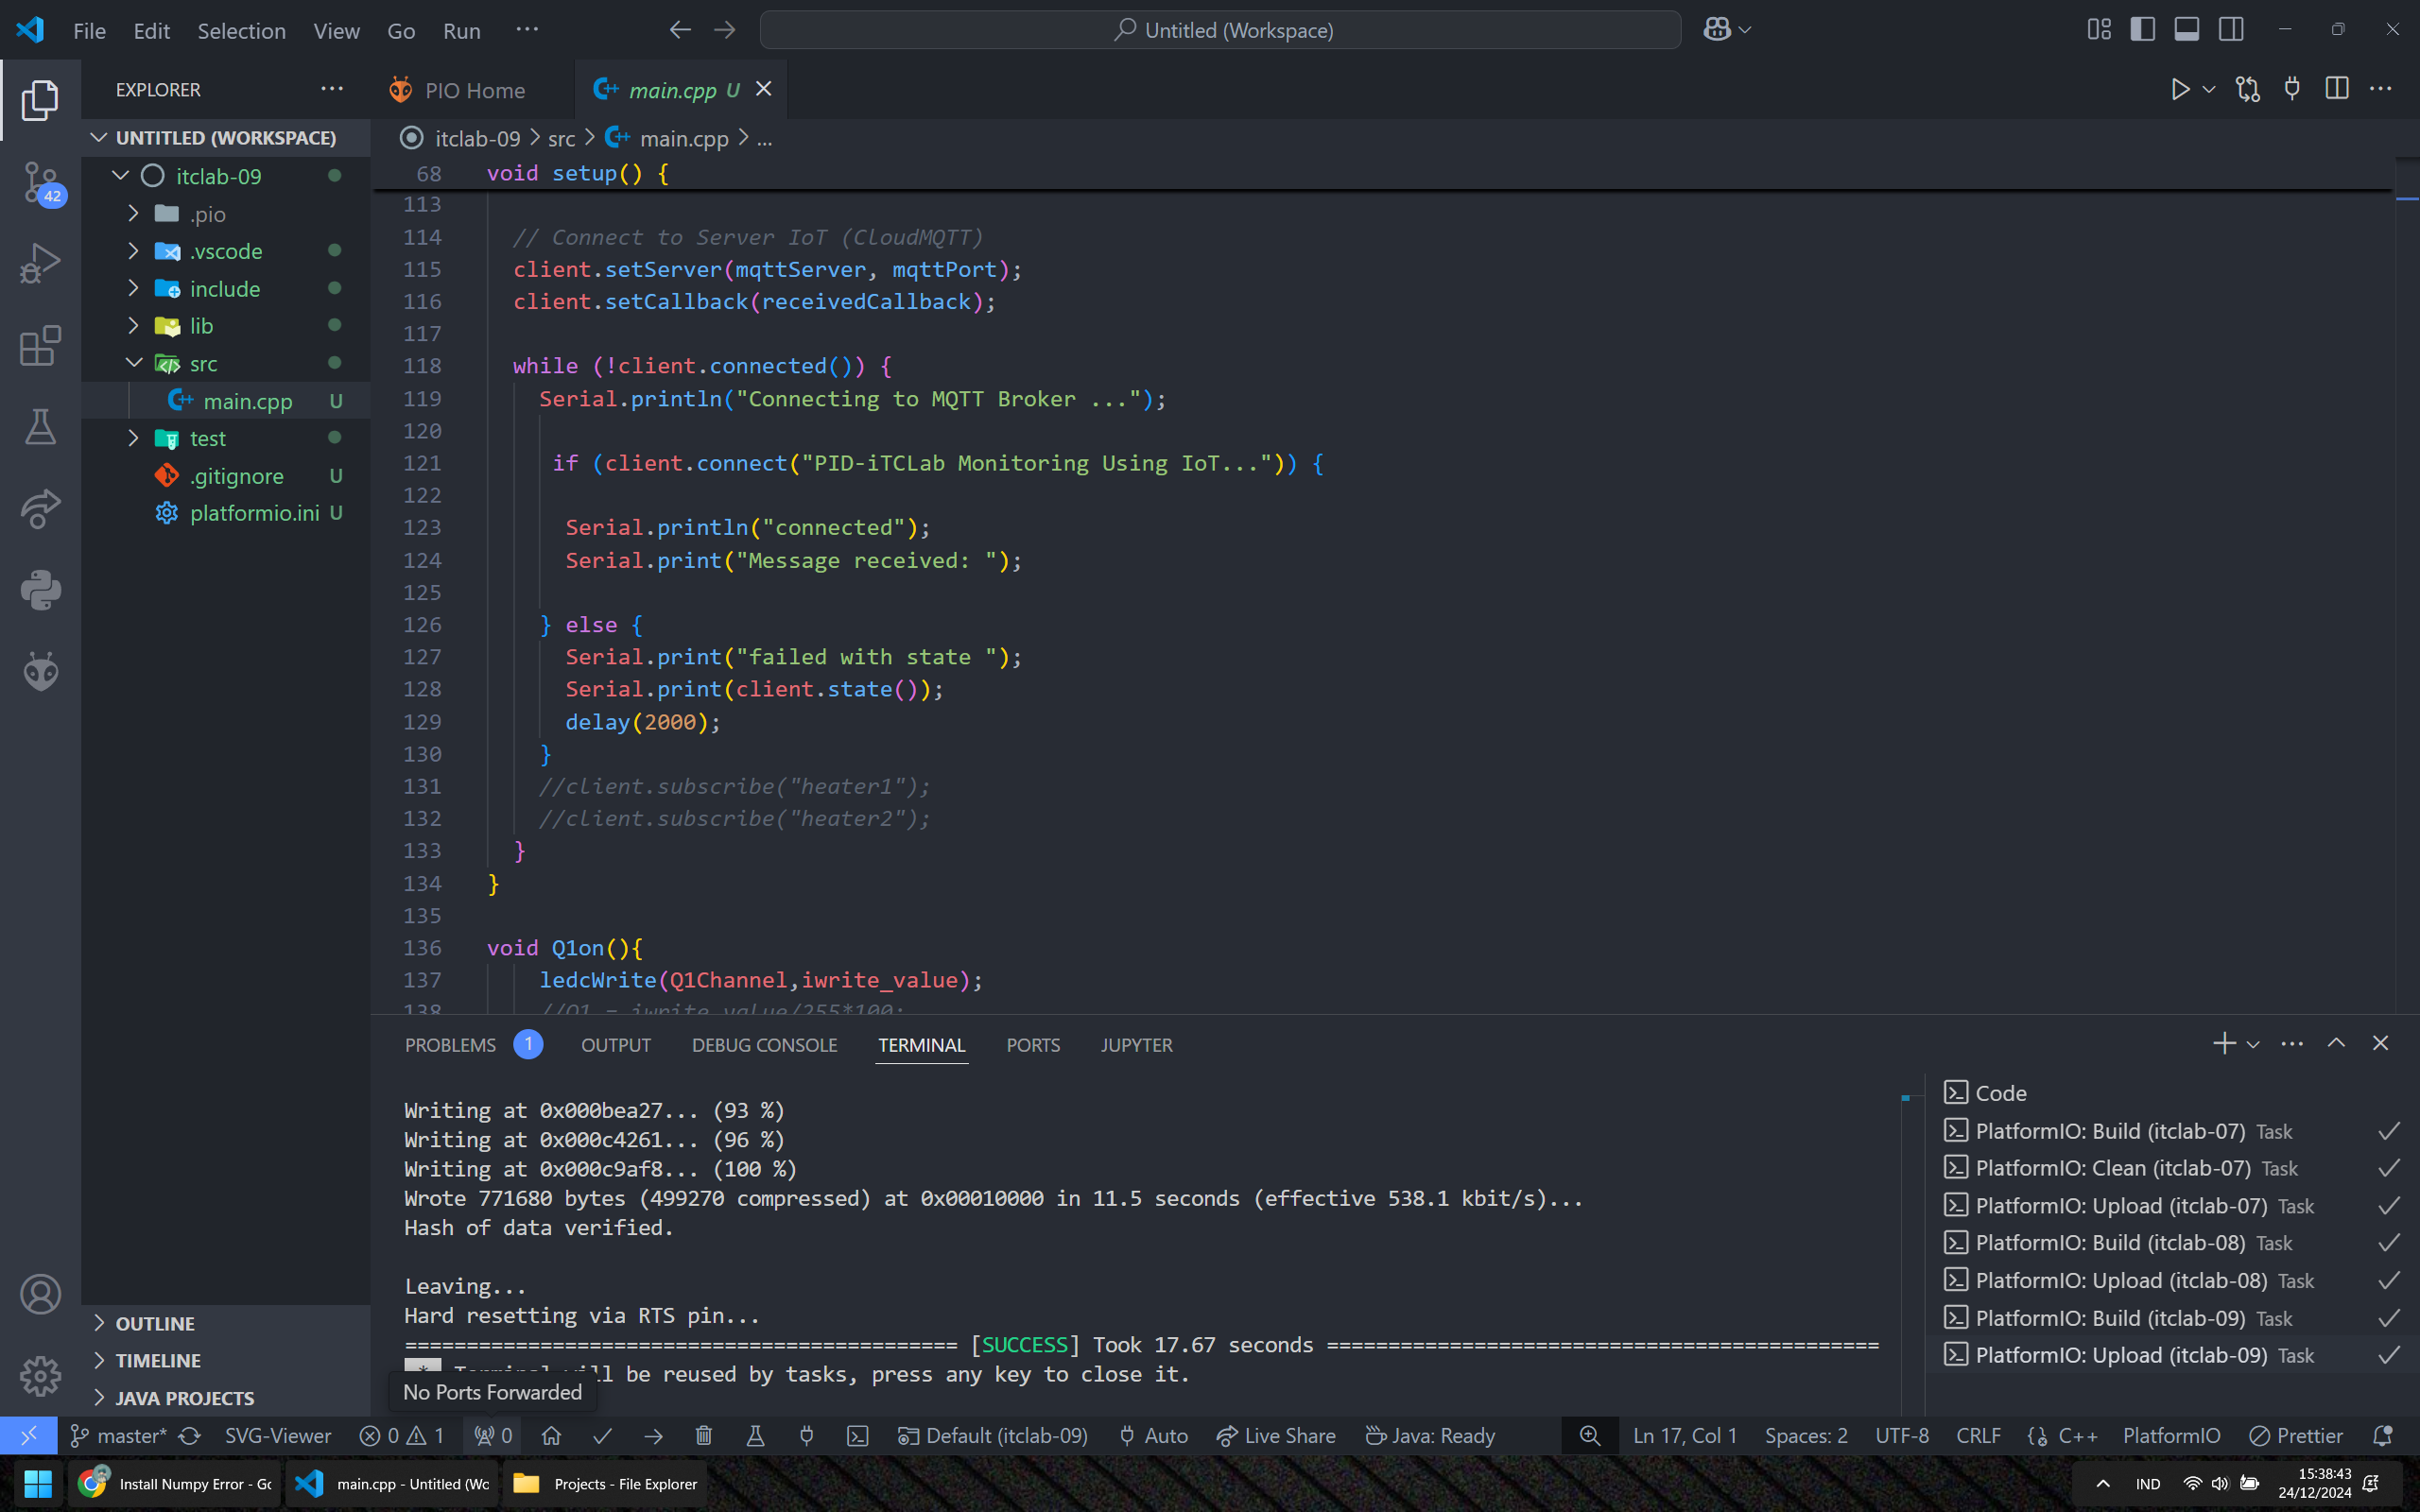 File Edit Selection View Go Run ··· Untitled (Workspace)
EXPLORER ···
PIO Home
main.cpp U
UNTITLED (WORKSPACE)
itclab-09 > src > main.cpp > ...
itclab-09
.pio
.vscode
include
lib
src
main.cpp U
test
.gitignore U
platformio.ini U
42
OUTLINE
TIMELINE
JAVA PROJECTS
68 void setup() {
113
114 // Connect to Server IoT (CloudMQTT)
115 client.setServer(mqttServer, mqttPort);
116 client.setCallback(receivedCallback);
117
118 while (!client.connected()) {
119 Serial.println("Connecting to MQTT Broker ...");
120
121 if (client.connect("PID-iTCLab Monitoring Using IoT...")) {
122
123 Serial.println("connected");
124 Serial.print("Message received: ");
125
126 } else {
127 Serial.print("failed with state ");
128 Serial.print(client.state());
129 delay(2000);
130 }
131 //client.subscribe("heater1");
132 //client.subscribe("heater2");
133 }
134 }
135
136 void Q1on(){
137 ledcWrite(Q1Channel,iwrite_value);
138 //Q1 = iwrite_value/255*100;
PROBLEMS 1 OUTPUT DEBUG CONSOLE TERMINAL PORTS JUPYTER
Writing at 0x000bea27... (93 %)
Writing at 0x000c4261... (96 %)
Writing at 0x000c9af8... (100 %)
Wrote 771680 bytes (499270 compressed) at 0x00010000 in 11.5 seconds (effective 538.1 kbit/s)...
Hash of data verified.
Leaving...
Hard resetting via RTS pin...
============================================= [SUCCESS] Took 17.67 seconds =============================================
* Terminal will be reused by tasks, press any key to close it.
No Ports Forwarded
Code
PlatformIO: Build (itclab-07) Task
PlatformIO: Clean (itclab-07) Task
PlatformIO: Upload (itclab-07) Task
PlatformIO: Build (itclab-08) Task
PlatformIO: Upload (itclab-08) Task
PlatformIO: Build (itclab-09) Task
PlatformIO: Upload (itclab-09) Task
master* SVG-Viewer 0 1 0 Default (itclab-09) Auto Live Share Java: Ready Ln 17, Col 1 Spaces: 2 UTF-8 CRLF C++ PlatformIO Prettier
Install Numpy Error - Gc main.cpp - Untitled (Wc Projects - File Explorer IND 15:38:43
24/12/2024